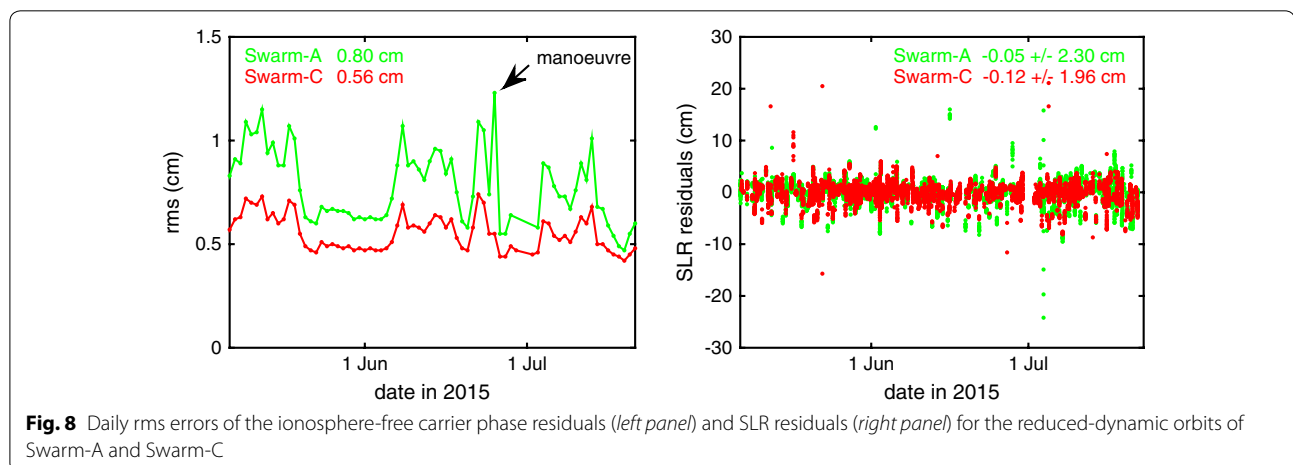 1.5
1
0.5
0
rms (cm)
Swarm-A 0.80 cm
Swarm-C 0.56 cm
manoeuvre
1 Jun
1 Jul
date in 2015
30
20
10
0
-10
-20
-30
SLR residuals (cm)
Swarm-A -0.05 +/- 2.30 cm
Swarm-C -0.12 +/- 1.96 cm
1 Jun
1 Jul
date in 2015
Fig. 8 Daily rms errors of the ionosphere-free carrier phase residuals (left panel) and SLR residuals (right panel) for the reduced-dynamic orbits of
Swarm-A and Swarm-C